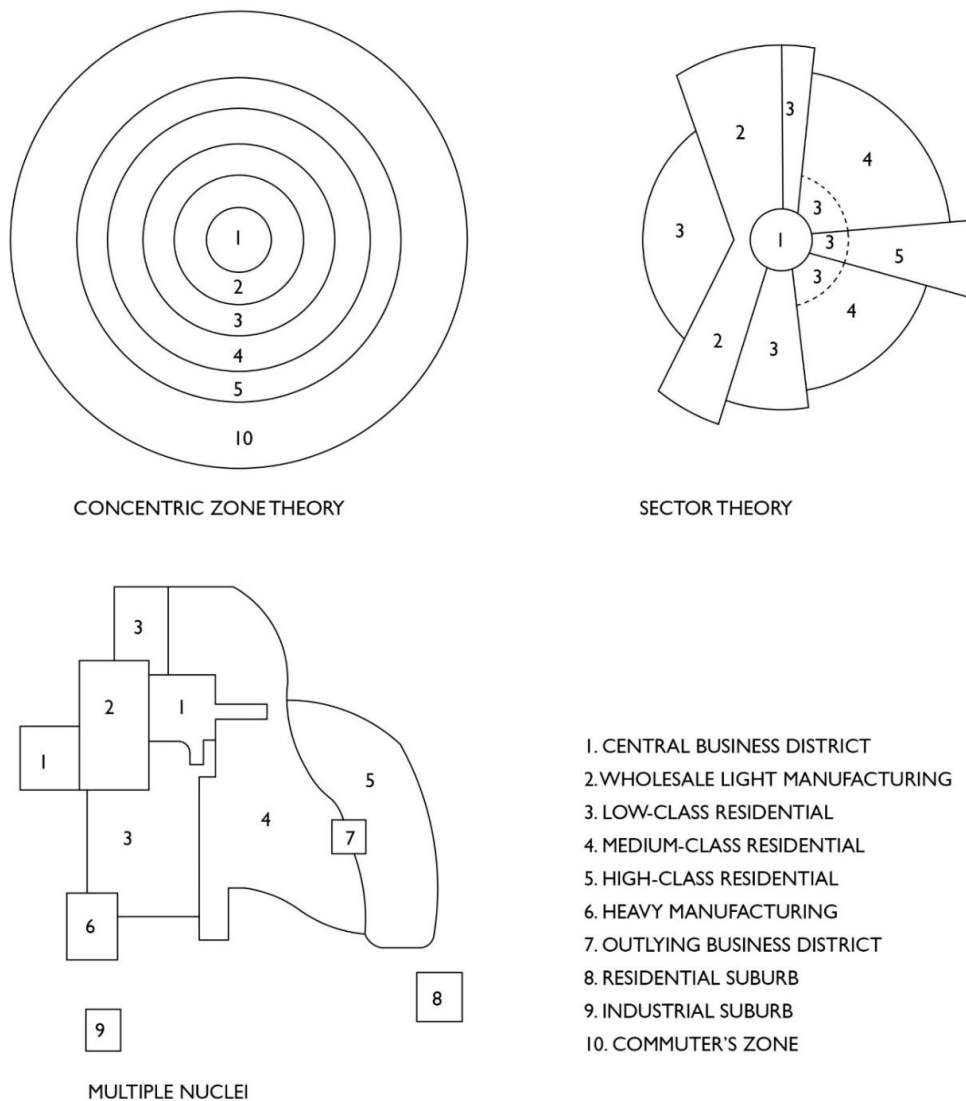 1
2
3
4
5
10
CONCENTRIC ZONE THEORY
2
3
4
3
3
1
3
5
3
4
2
3
SECTOR THEORY
3
2
1
1
3
4
5
7
6
8
9
MULTIPLE NUCLEI
1. CENTRAL BUSINESS DISTRICT
2. WHOLESALE LIGHT MANUFACTURING
3. LOW-CLASS RESIDENTIAL
4. MEDIUM-CLASS RESIDENTIAL
5. HIGH-CLASS RESIDENTIAL
6. HEAVY MANUFACTURING
7. OUTLYING BUSINESS DISTRICT
8. RESIDENTIAL SUBURB
9. INDUSTRIAL SUBURB
10. COMMUTER'S ZONE